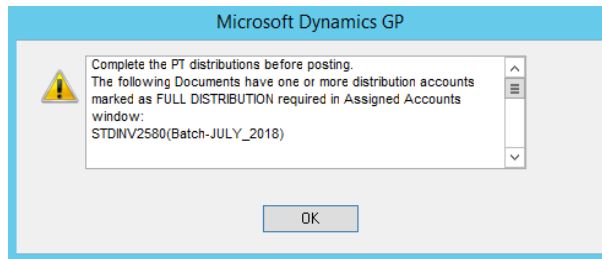 Microsoft Dynamics GP
Complete the PT distributions before posting.
The following Documents have one or more distribution accounts
marked as FULL DISTRIBUTION required in Assigned Accounts
window:
STDINV2580(Batch-JULY_2018)
OK